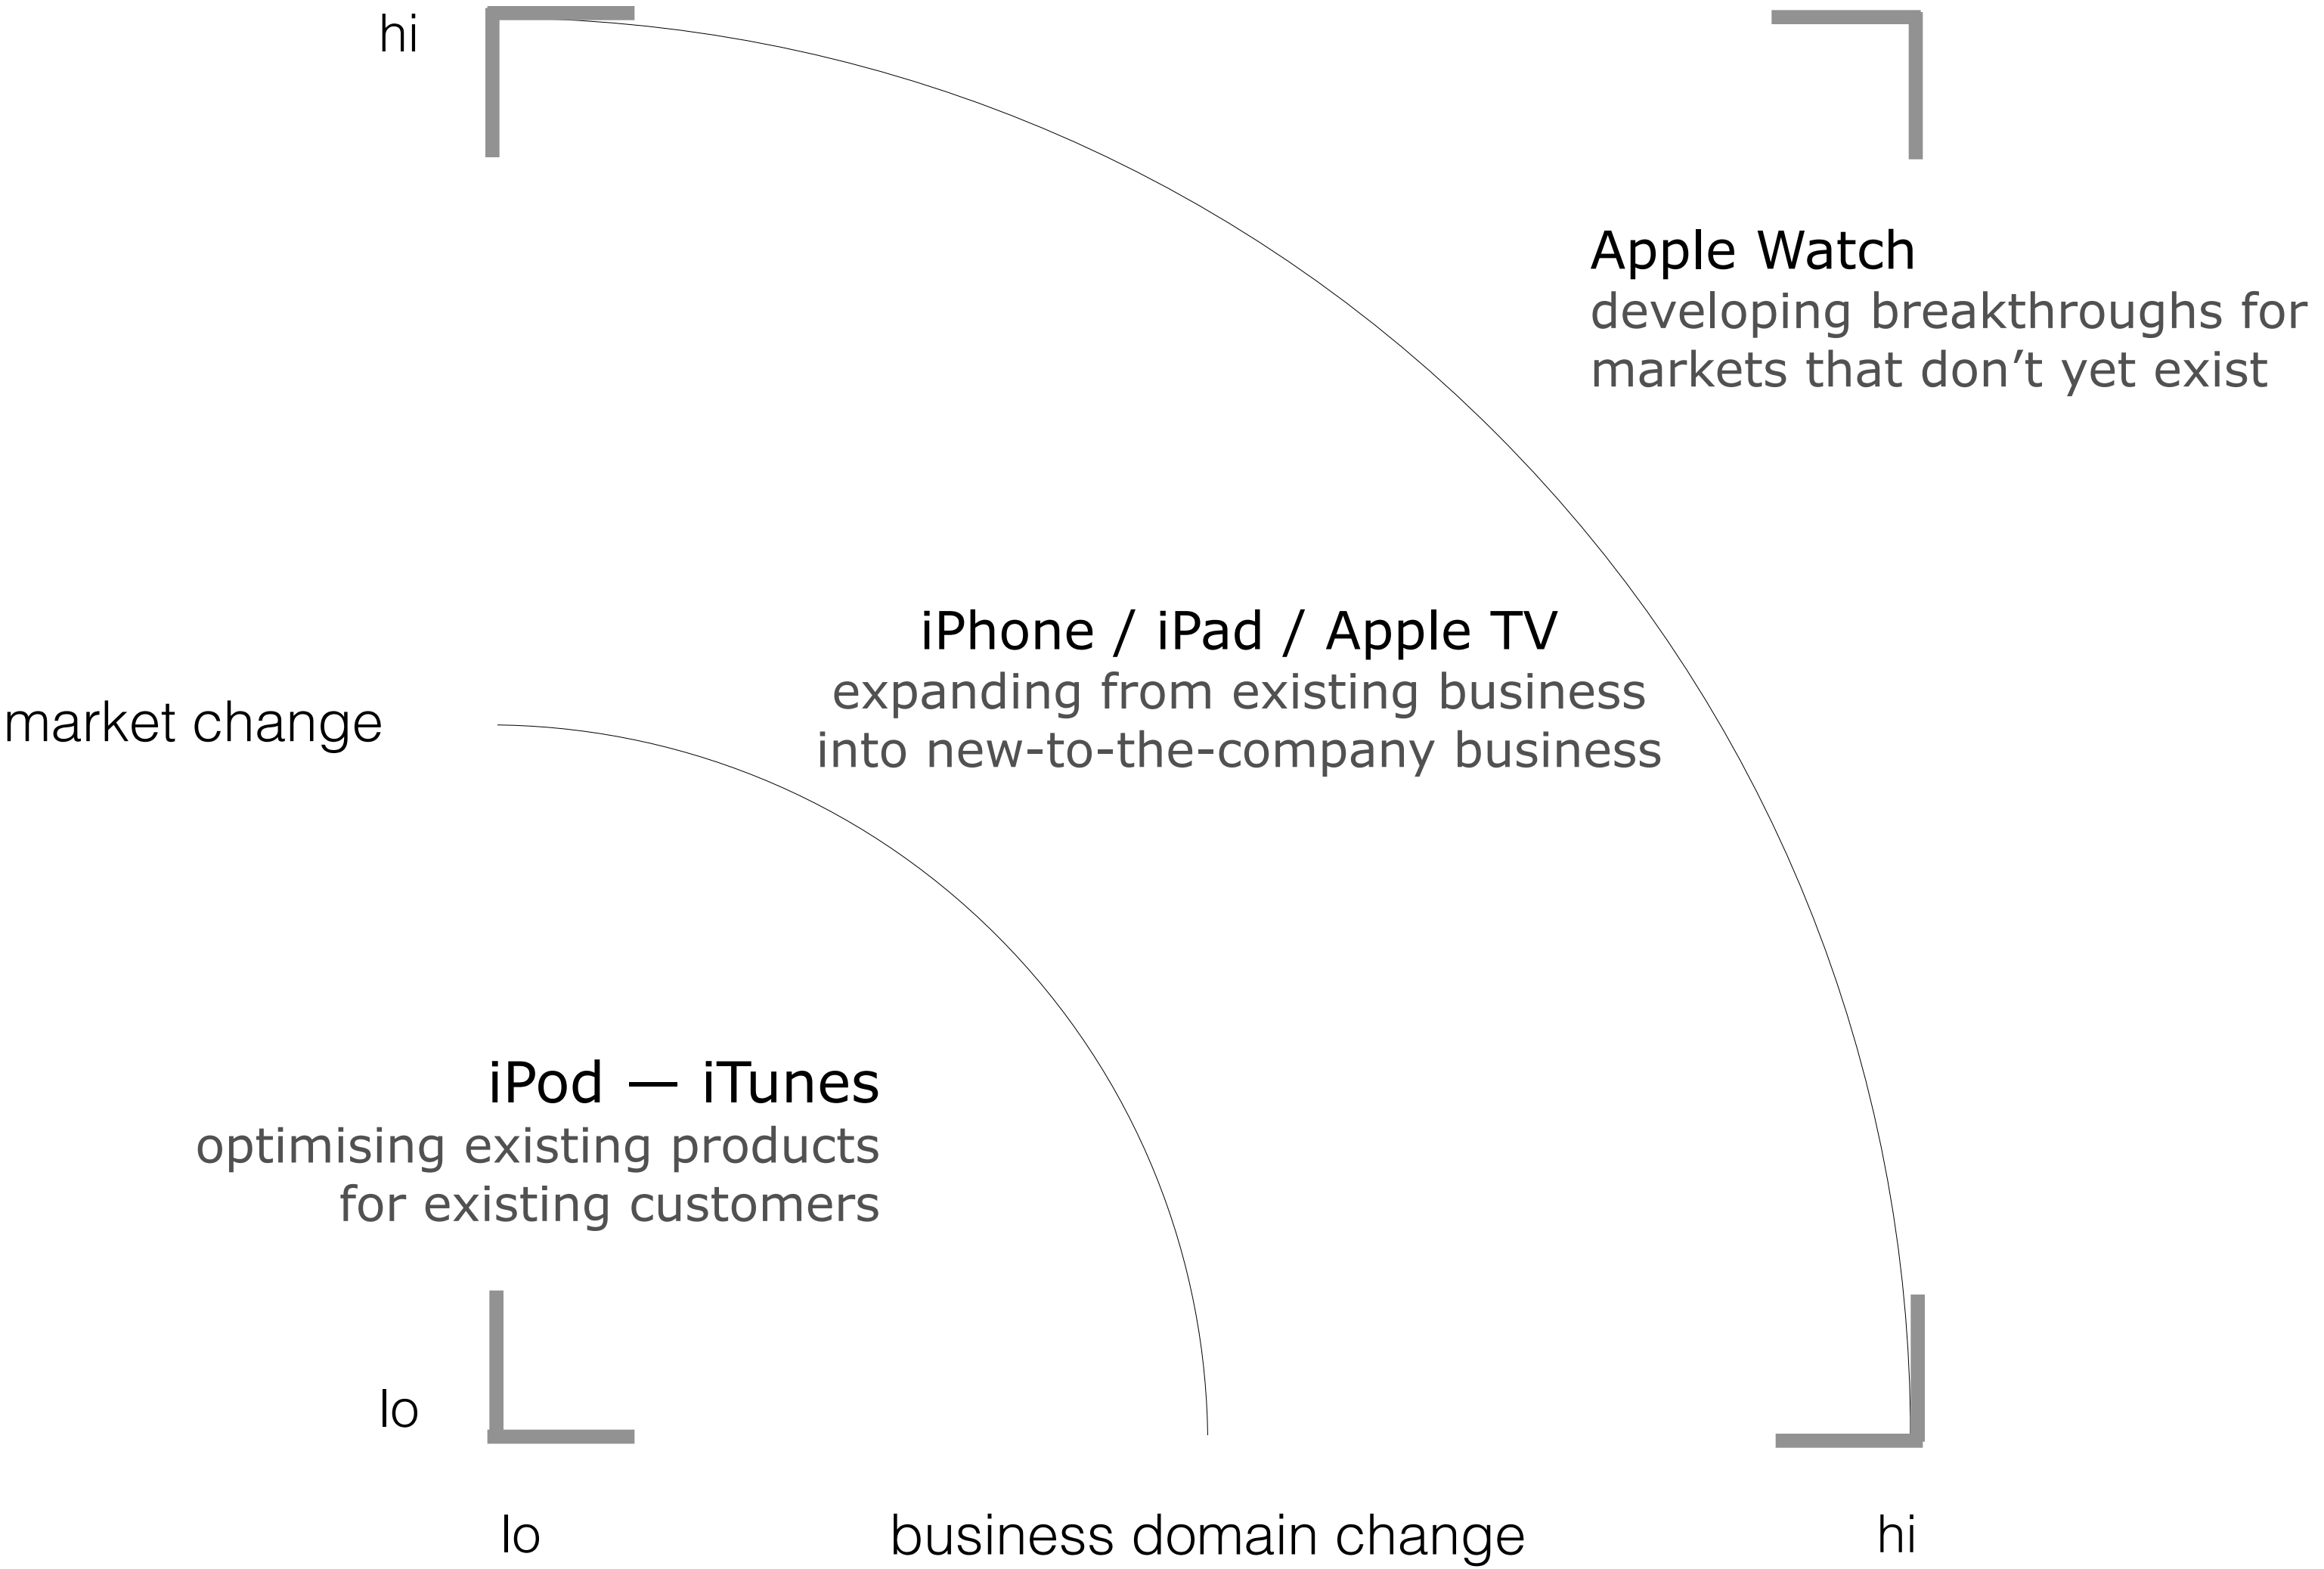 hi
Apple Watch
developing breakthroughs for
markets that don’t yet exist
iPhone / iPad / Apple TV
expanding from existing business
into new-to-the-company business
market change
iPod — iTunes
optimising existing products
for existing customers
lo
lo
business domain change
hi